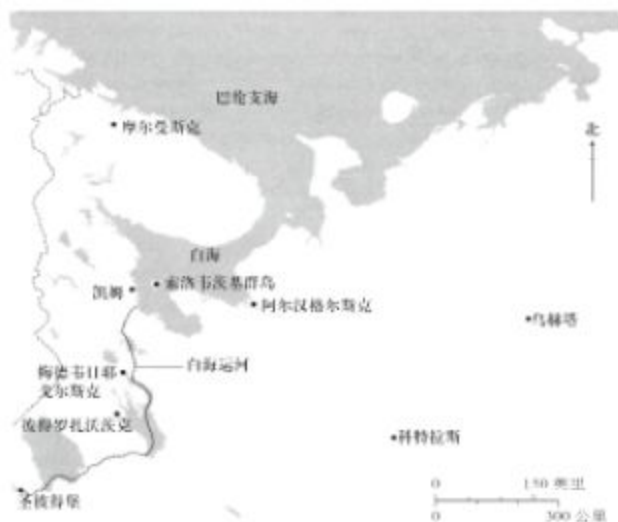 巴伦支海
摩尔曼斯克
北
白海
索洛韦茨基群岛
凯姆
阿尔汉格尔斯克
乌赫塔
白海运河
梅德韦日耶
戈尔斯克
彼得罗扎沃茨克
科特拉斯
圣彼得堡
0 150 英里
0 300 公里